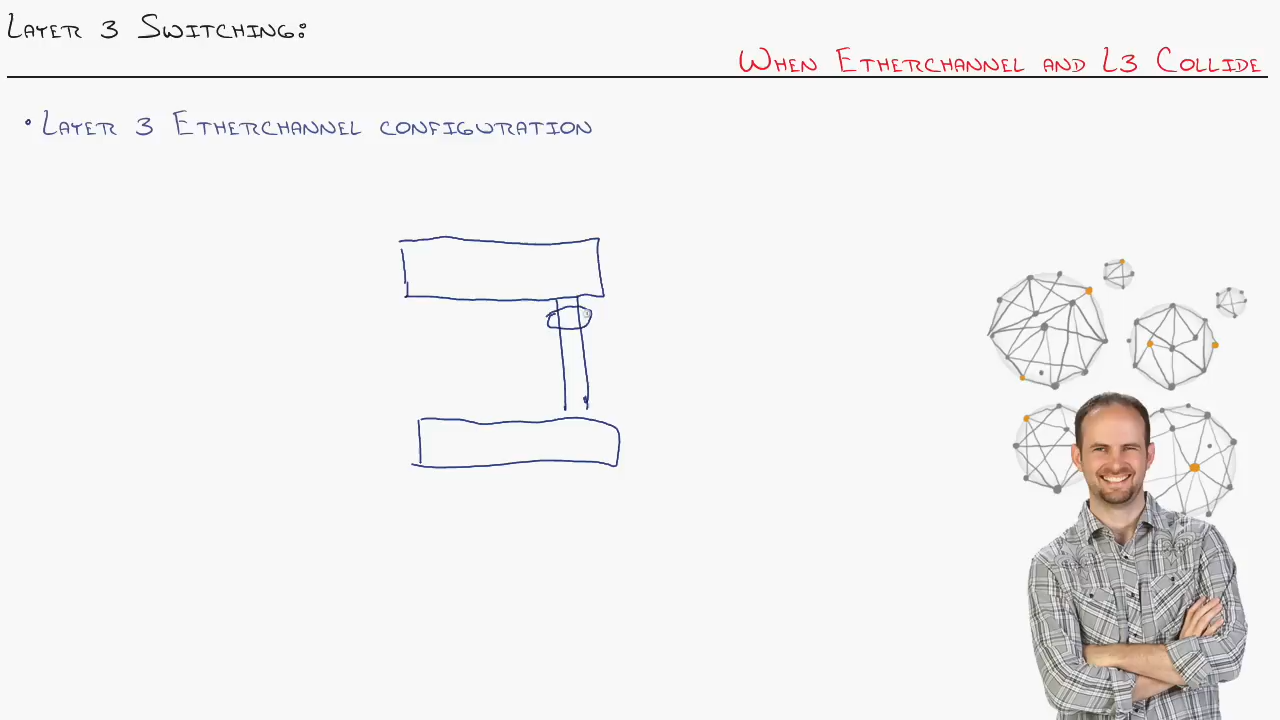 Layer 3 Switching:
When Etherchannel and L3 Collide
• Layer 3 Etherchannel configuration